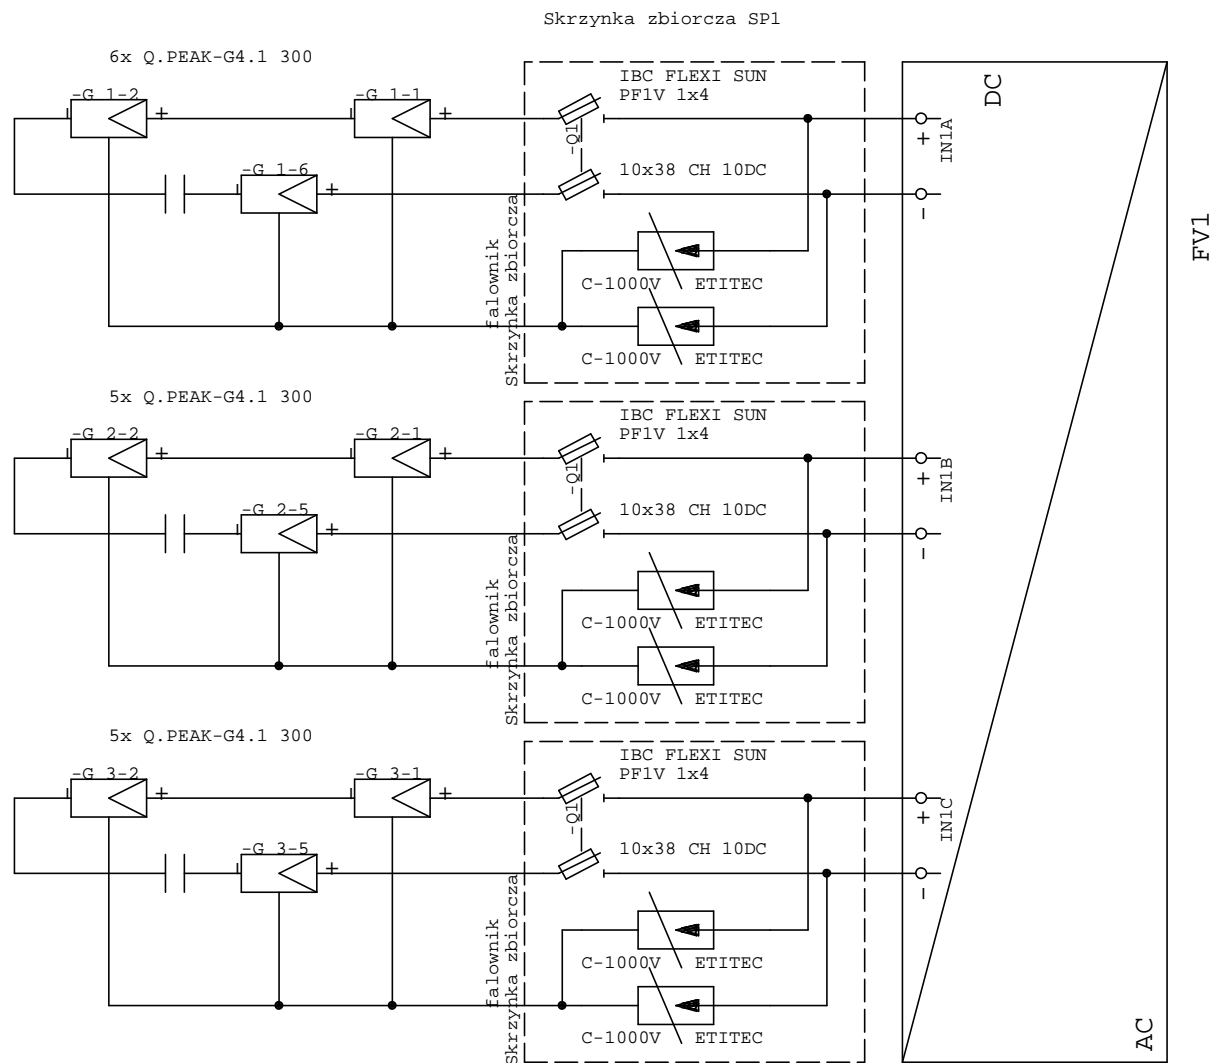 Skrzynka zbiorcza SP1
6x Q.PEAK-G4.1 300
-G 1-2
+
-G 1-1
+
-G 1-6
+
IBC FLEXI SUN
PF1V 1x4
-Q1
10x38 CH 10DC
C-1000V ETITEC
C-1000V ETITEC
falownik
Skrzynka zbiorcza
+
-
IN1A
5x Q.PEAK-G4.1 300
-G 2-2
+
-G 2-1
+
-G 2-5
+
IBC FLEXI SUN
PF1V 1x4
-Q1
10x38 CH 10DC
C-1000V ETITEC
C-1000V ETITEC
falownik
Skrzynka zbiorcza
+
-
IN1B
5x Q.PEAK-G4.1 300
-G 3-2
+
-G 3-1
+
-G 3-5
+
IBC FLEXI SUN
PF1V 1x4
-Q1
10x38 CH 10DC
C-1000V ETITEC
C-1000V ETITEC
falownik
Skrzynka zbiorcza
+
-
IN1C
DC
AC
FV1